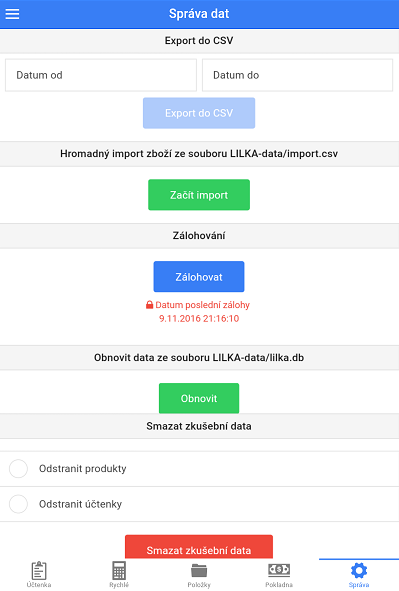 Správa dat
Export do CSV
Datum od
Datum do
Export do CSV
Hromadný import zboží ze souboru LILKA-data/import.csv
Začít import
Zálohování
Zálohovat
Datum poslední zálohy
9.11.2016 21:16:10
Obnovit data ze souboru LILKA-data/lilka.db
Obnovit
Smazat zkušební data
Odstranit produkty
Odstranit účtenky
Smazat zkušební data
Účtenka
Rychlé
Položky
Pokladna
Správa